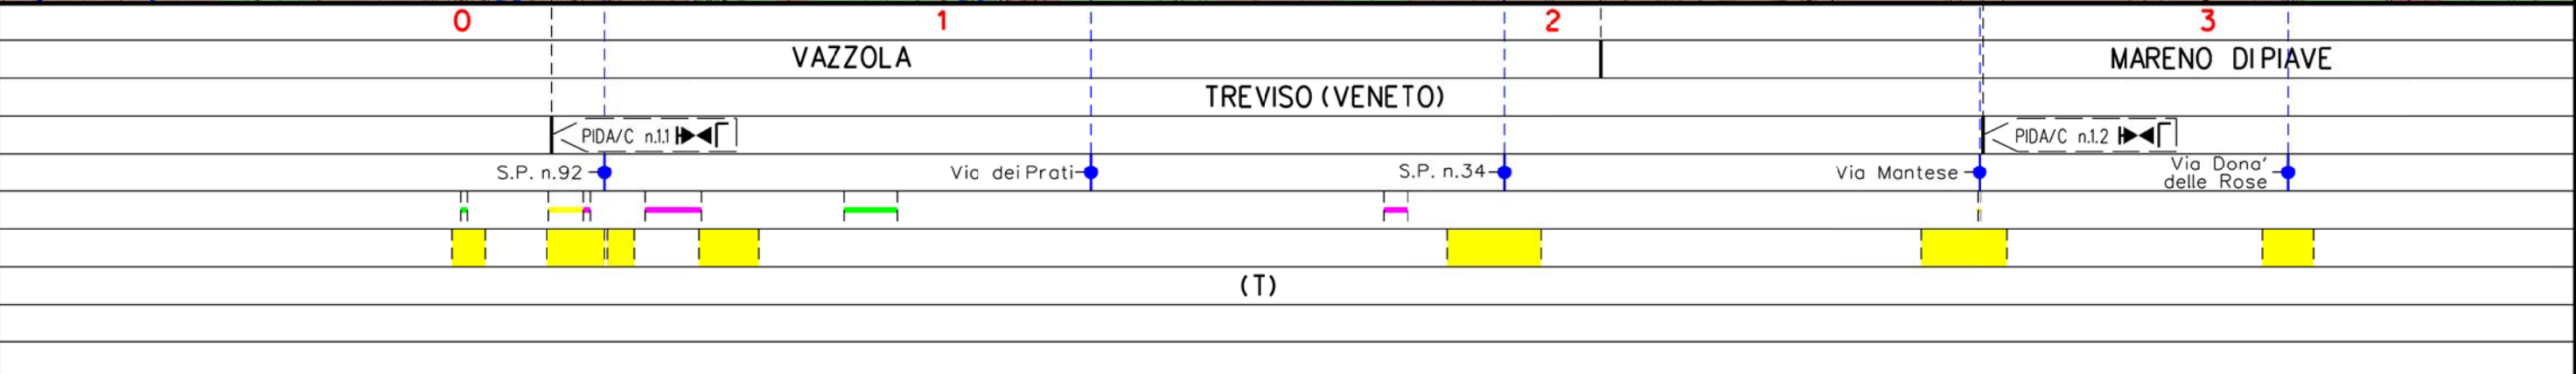 0 1 2 3
VAZZOLA MARENO DI PIAVE
TREVISO (VENETO)
PIDA/C n.1.1 PIDA/C n.1.2
S.P. n.92 Via dei Prati S.P. n.34 Via Mantese Via Dona'
delle Rose
(T)